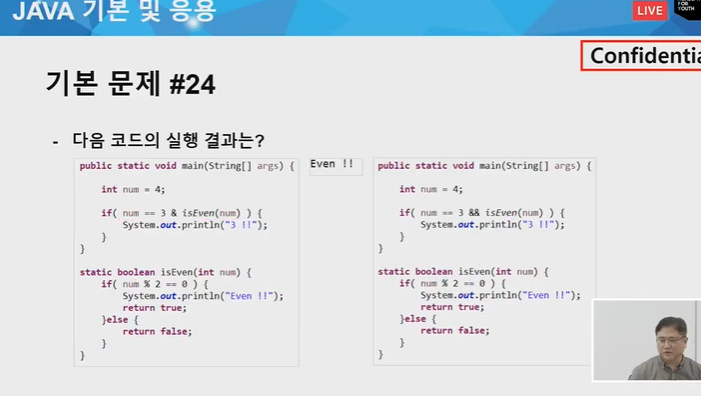 JAVA 기본 및 응용
LIVE
FOR
YOUTH
Confidentia
기본 문제 #24
- 다음 코드의 실행 결과는?
public static void main(String[] args) {
int num = 4;
if( num == 3 & isEven(num) ) {
System.out.println("3 !!");
}
}
static boolean isEven(int num) {
if( num % 2 == 0 ) {
System.out.println("Even !!");
return true;
}else {
return false;
}
}
Even !!
public static void main(String[] args) {
int num = 4;
if( num == 3 && isEven(num) ) {
System.out.println("3 !!");
}
}
static boolean isEven(int num) {
if( num % 2 == 0 ) {
System.out.println("Even !!");
return true;
}else {
return false;
}
}